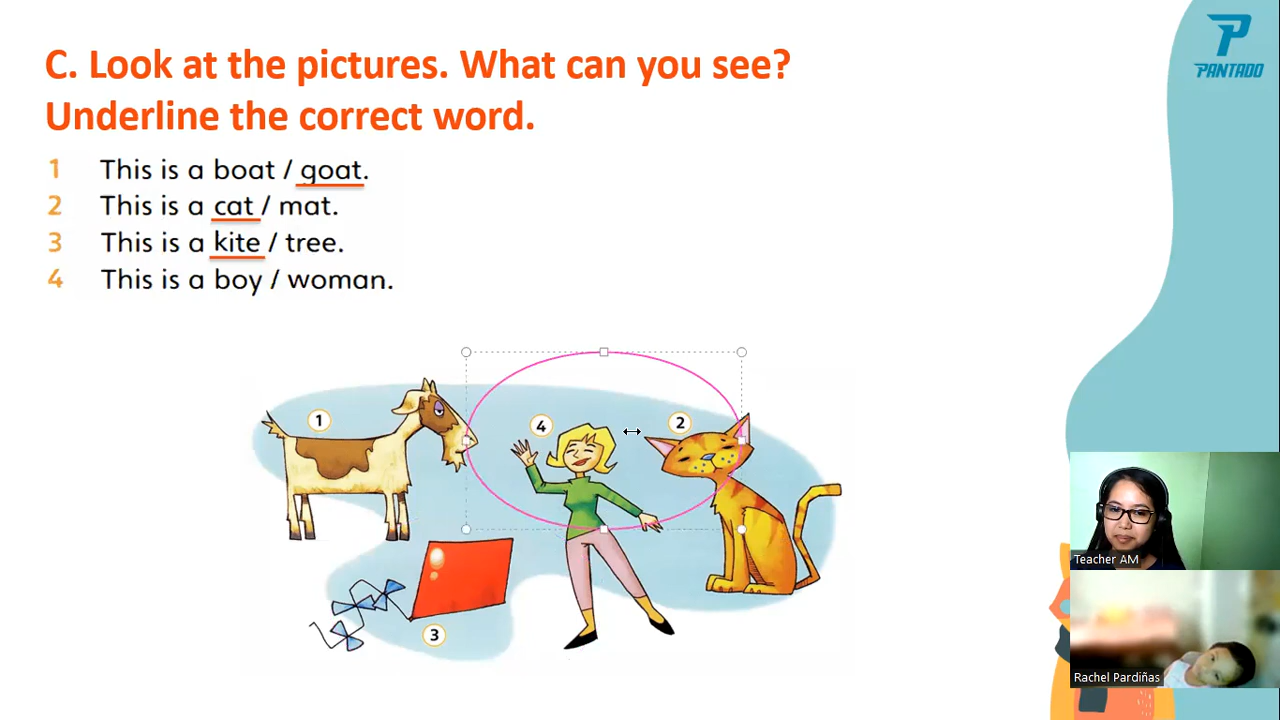 C. Look at the pictures. What can you see?
Underline the correct word.
1 This is a boat / goat.
2 This is a cat / mat.
3 This is a kite / tree.
4 This is a boy / woman.
PANTADO
1
4
2
3
Teacher AM
Rachel Pardiñas